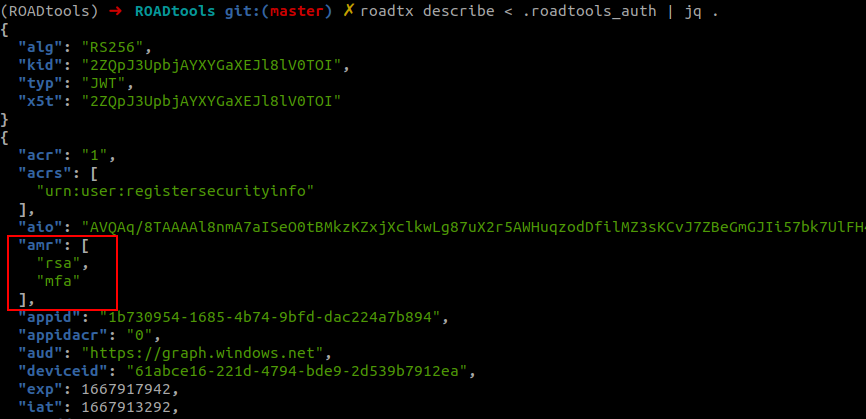 (ROADtools) ➜ ROADtools git:(master) ✗ roadtx describe < .roadtools_auth | jq .
{
  "alg": "RS256",
  "kid": "2ZQpJ3UpbjAYXYGaXEJl8lV0TOI",
  "typ": "JWT",
  "x5t": "2ZQpJ3UpbjAYXYGaXEJl8lV0TOI"
}
{
  "acr": "1",
  "acrs": [
    "urn:user:registersecurityinfo"
  ],
  "aio": "AVQAq/8TAAAAl8nmA7aISeO0tBMkzKZxjXclkwLg87uX2r5AWHuqzodDfilMZ3sKCvJ7ZBeGmGJIi57bk7UlFH
  "amr": [
    "rsa",
    "mfa"
  ],
  "appid": "1b730954-1685-4b74-9bfd-dac224a7b894",
  "appidacr": "0",
  "aud": "https://graph.windows.net",
  "deviceid": "61abce16-221d-4794-bde9-2d539b7912ea",
  "exp": 1667917942,
  "iat": 1667913292,